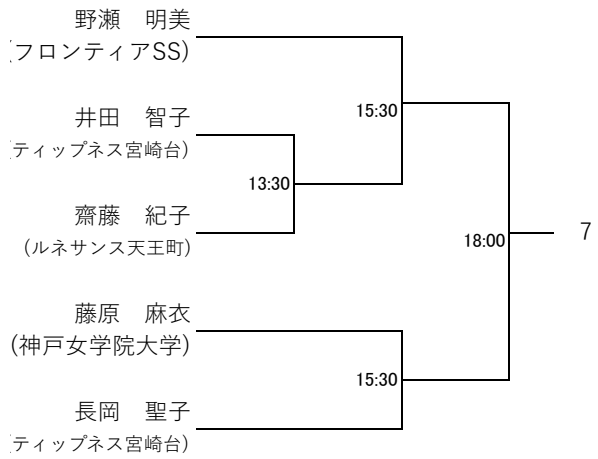 野瀬　明美
(フロンティアSS)
15:30
井田　智子
(ティップネス宮崎台)
13:30
齋藤　紀子
(ルネサンス天王町)
18:00
7
藤原　麻衣
(神戸女学院大学)
15:30
長岡　聖子
(ティップネス宮崎台)